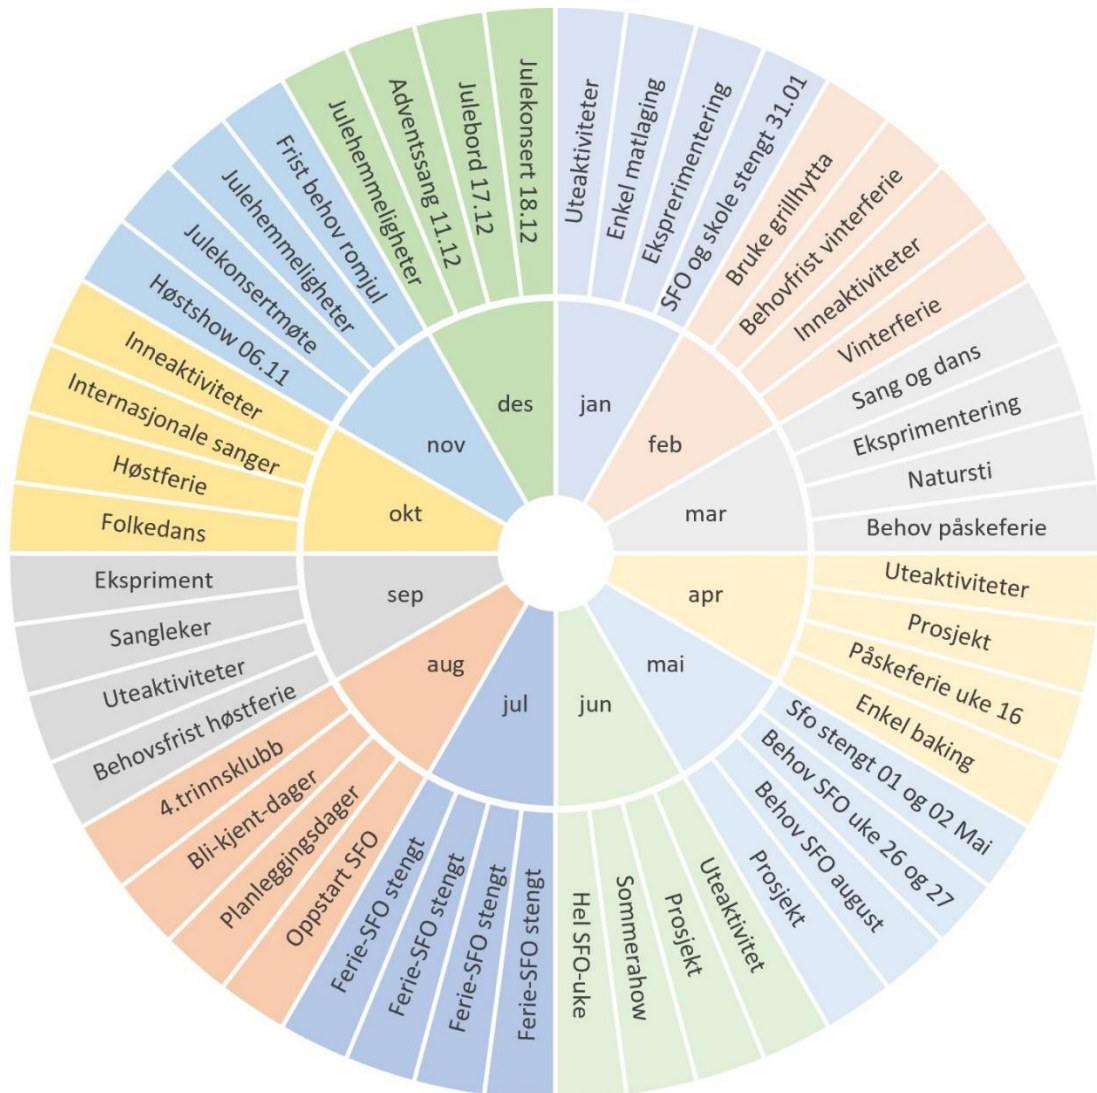 jan
Uteaktiviteter
Enkel matlaging
Eksprerimentering
SFO og skole stengt 31.01
feb
Bruke grillhytta
Behovfrist vinterferie
Inneaktiviteter
Vinterferie
mar
Sang og dans
Eksprimentering
Natursti
Behov påskeferie
apr
Uteaktiviteter
Prosjekt
Påskeferie uke 16
Enkel baking
mai
Sfo stengt 01 og 02 Mai
Behov SFO uke 26 og 27
Behov SFO august
Prosjekt
jun
Uteaktivitet
Prosjekt
Sommerahow
Hel SFO-uke
jul
Ferie-SFO stengt
Ferie-SFO stengt
Ferie-SFO stengt
Ferie-SFO stengt
aug
Oppstart SFO
Planleggingsdager
Bli-kjent-dager
4.trinnsklubb
sep
Behovsfrist høstferie
Uteaktiviteter
Sangleker
Ekspriment
okt
Folkedans
Høstferie
Internasjonale sanger
Inneaktiviteter
nov
Høstshow 06.11
Julekonsertmøte
Julehemmeligheter
Frist behov romjul
des
Julehemmeligheter
Adventssang 11.12
Julebord 17.12
Julekonsert 18.12